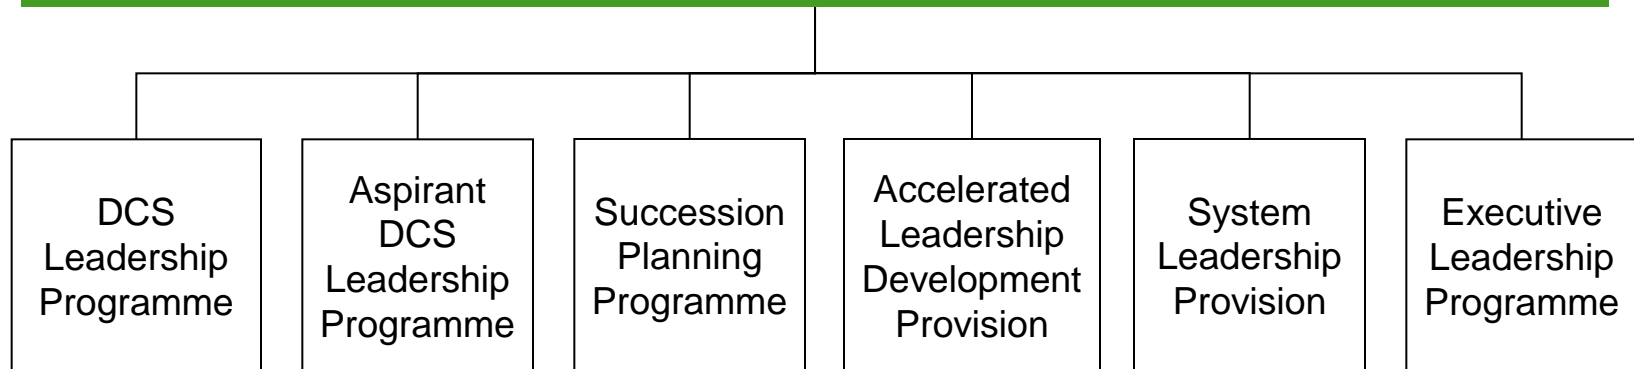 DCS
Leadership
Programme
Aspirant
DCS
Leadership
Programme
Succession
Planning
Programme
Accelerated
Leadership
Development
Provision
System
Leadership
Provision
Executive
Leadership
Programme